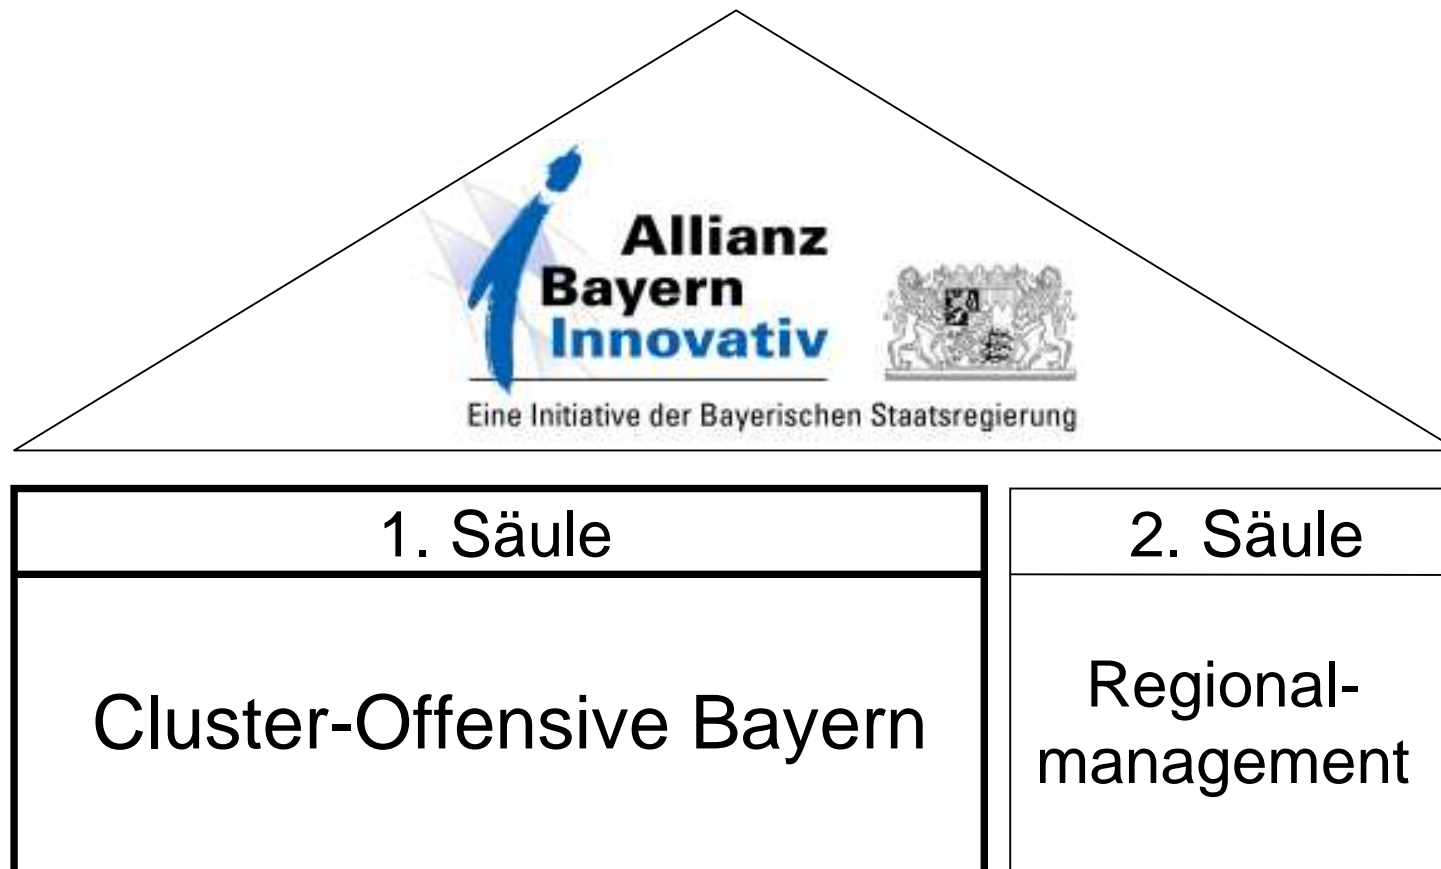 Allianz
Bayern
Innovativ
Eine Initiative der Bayerischen Staatsregierung
1. Säule
2. Säule
Cluster-Offensive Bayern
Regional-
management